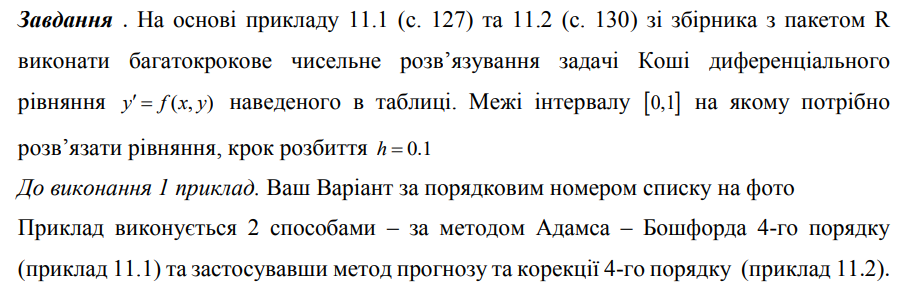 Завдання . На основі прикладу 11.1 (с. 127) та 11.2 (с. 130) зі збірника з пакетом R
виконати багатокрокове чисельне розв’язування задачі Коші диференціального
рівняння y′ = f(x, y) наведеного в таблиці. Межі інтервалу [0,1] на якому потрібно
розв’язати рівняння, крок розбиття h = 0.1
До виконання 1 приклад. Ваш Варіант за порядковим номером списку на фото
Приклад виконується 2 способами – за методом Адамса – Бошфорда 4-го порядку
(приклад 11.1) та застосувавши метод прогнозу та корекції 4-го порядку (приклад 11.2).